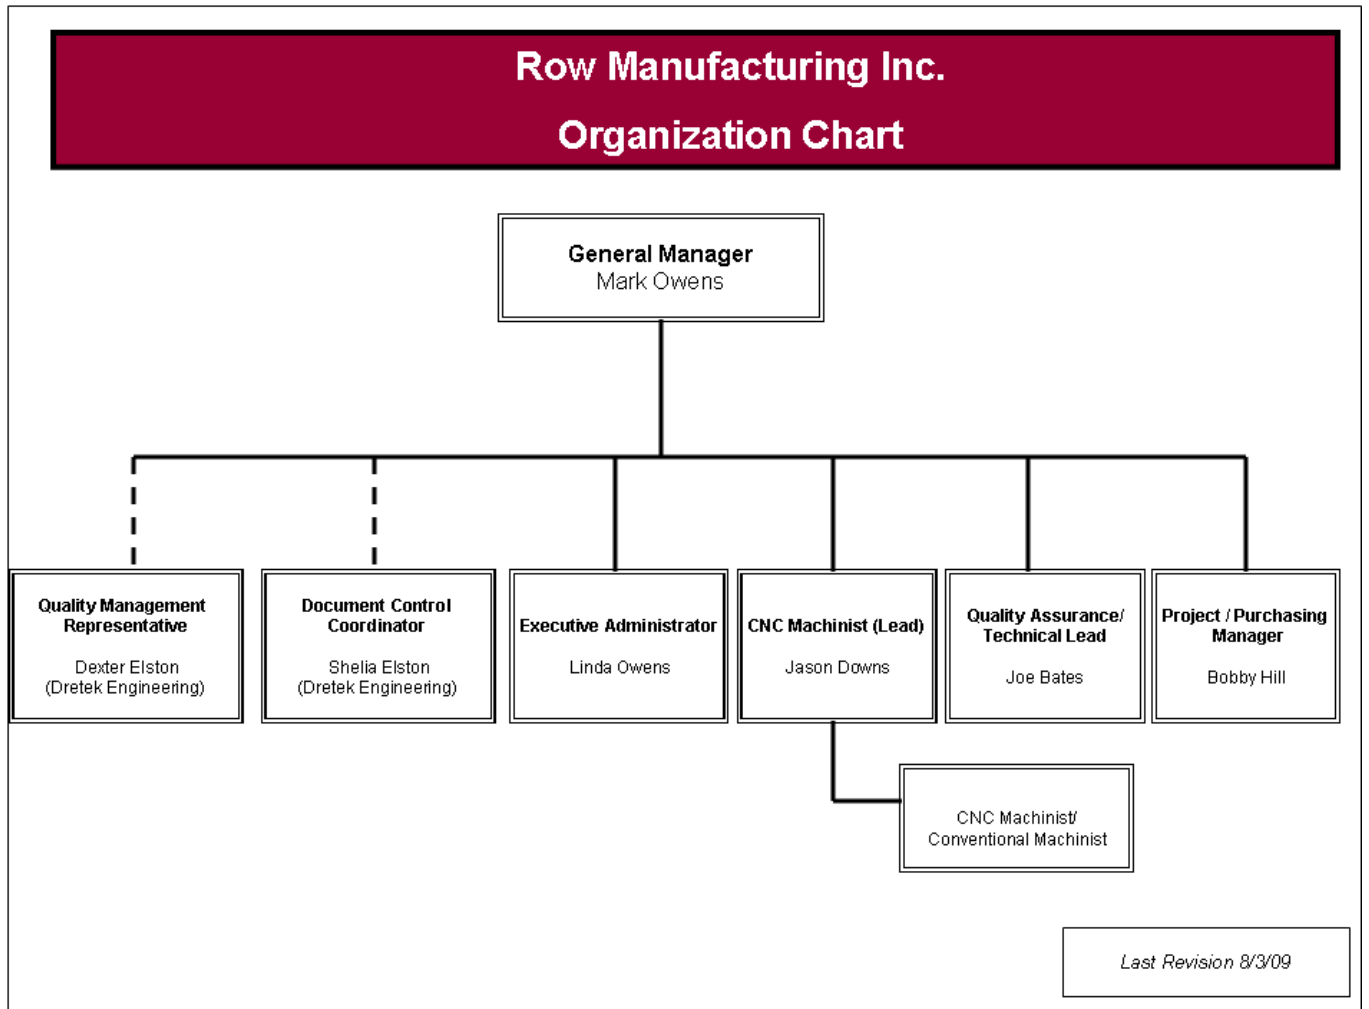 Row Manufacturing Inc.
Organization Chart
General Manager
Mark Owens
Quality Management
Representative
Dexter Elston
(Dretek Engineering)
Document Control
Coordinator
Shelia Elston
(Dretek Engineering)
Executive Administrator
Linda Owens
CNC Machinist (Lead)
Jason Downs
Quality Assurance/
Technical Lead
Joe Bates
Project / Purchasing
Manager
Bobby Hill
CNC Machinist/
Conventional Machinist
Last Revision 8/3/09